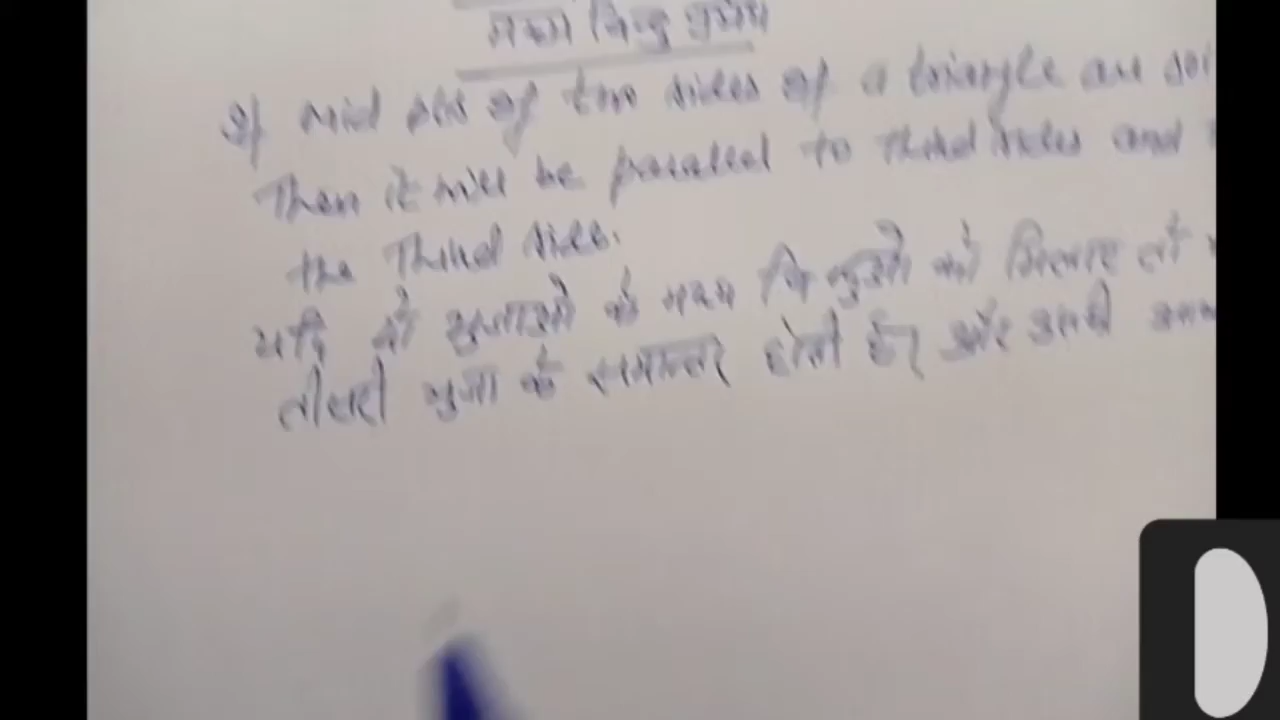 मध्य बिन्दु प्रमेय
If mid pts of two sides of a triangle are
Then it will be parallel to third sides and
the third side.
यदि दो भुजाओ के मध्य बिन्दुओ को मिलाए तो
तीसरी भुजा के समान्तर होती है। और उसकी